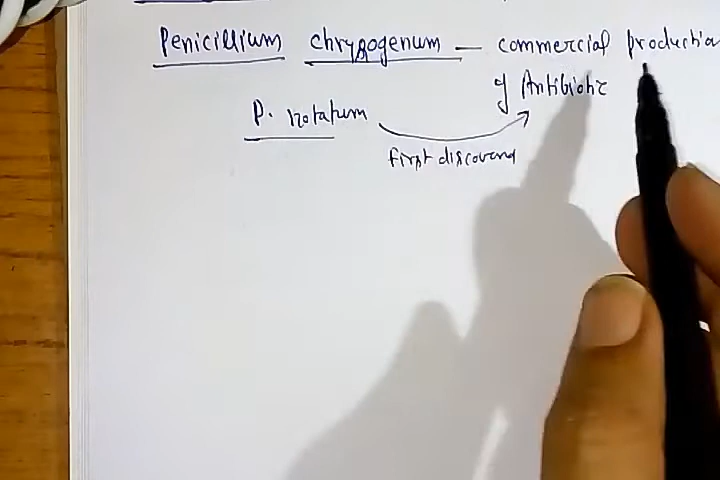 Penicillium chrysogenum — commercial production
of Antibiotic
P. notatum
First discovered